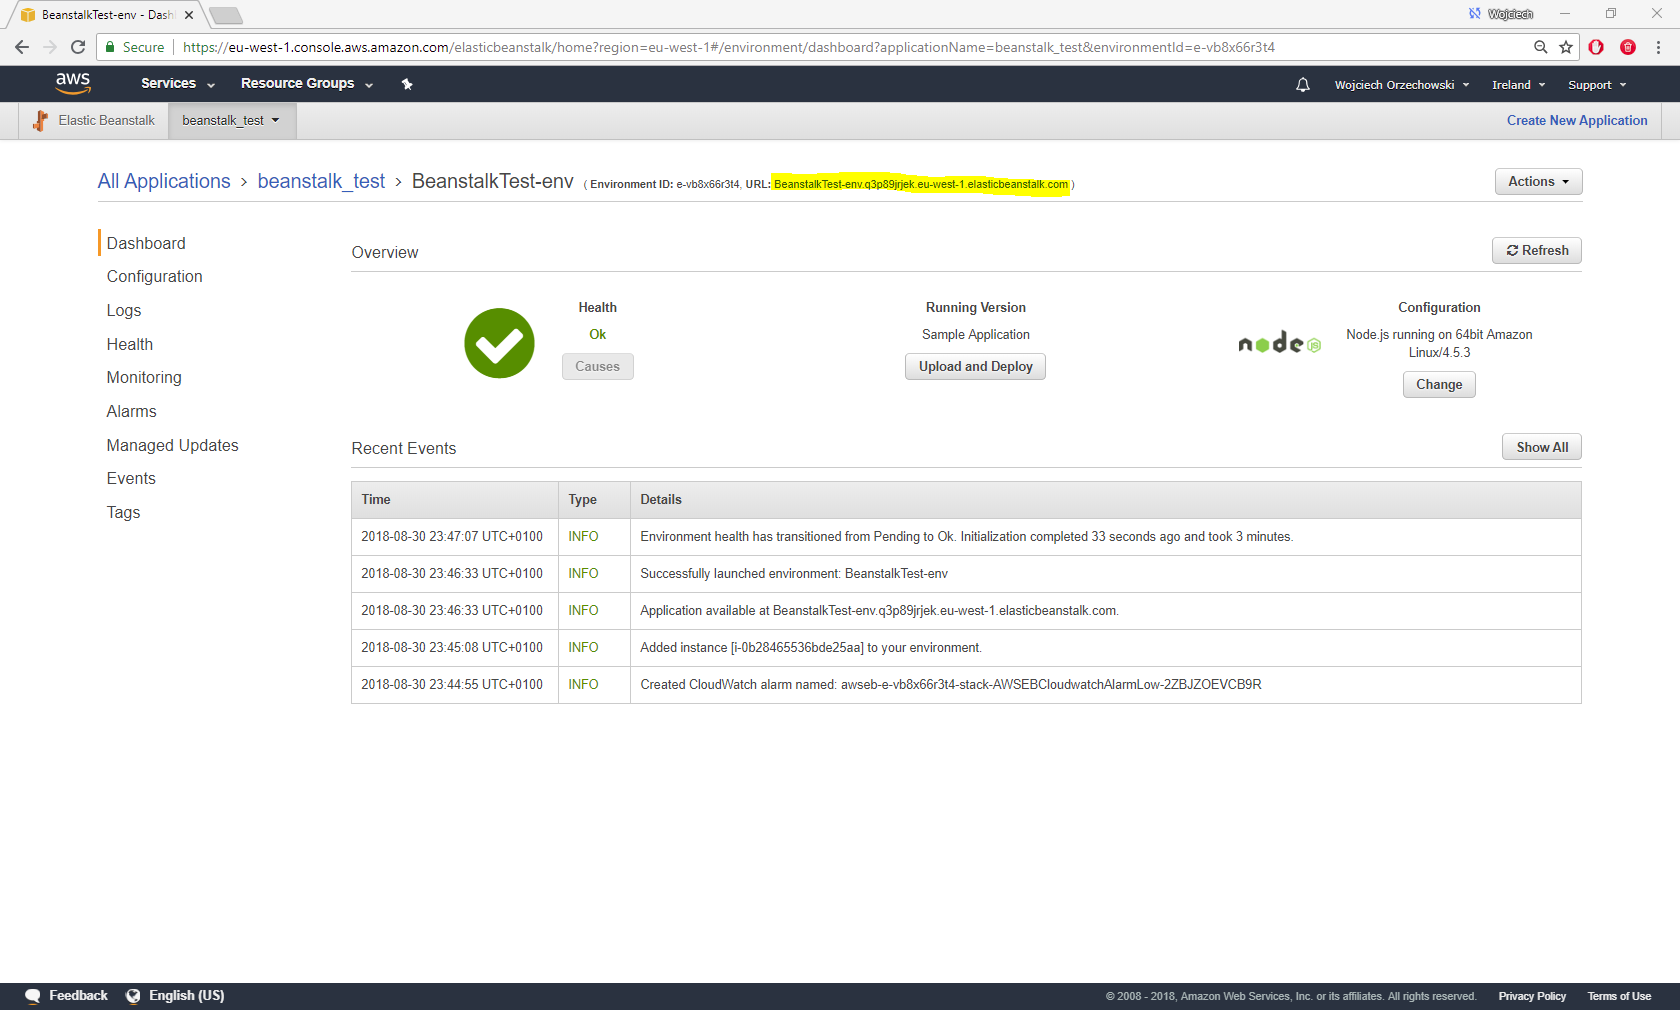 BeanstalkTest-env - Dash
Wojciech
Secure | https://eu-west-1.console.aws.amazon.com/elasticbeanstalk/home?region=eu-west-1#/environment/dashboard?applicationName=beanstalk_test&environmentId=e-vb8x66r3t4
aws Services Resource Groups Wojciech Orzechowski Ireland Support
Elastic Beanstalk beanstalk_test Create New Application
All Applications › beanstalk_test › BeanstalkTest-env ( Environment ID: e-vb8x66r3t4, URL: BeanstalkTest-env.q3p89jrjek.eu-west-1.elasticbeanstalk.com ) Actions
Dashboard
Configuration
Logs
Health
Monitoring
Alarms
Managed Updates
Events
Tags
Overview Refresh
Health
Ok
Causes
Running Version
Sample Application
Upload and Deploy
node JS
Configuration
Node.js running on 64bit Amazon
Linux/4.5.3
Change
Recent Events Show All
Time Type Details
2018-08-30 23:47:07 UTC+0100 INFO Environment health has transitioned from Pending to Ok. Initialization completed 33 seconds ago and took 3 minutes.
2018-08-30 23:46:33 UTC+0100 INFO Successfully launched environment: BeanstalkTest-env
2018-08-30 23:46:33 UTC+0100 INFO Application available at BeanstalkTest-env.q3p89jrjek.eu-west-1.elasticbeanstalk.com.
2018-08-30 23:45:08 UTC+0100 INFO Added instance [i-0b28465536bde25aa] to your environment.
2018-08-30 23:44:55 UTC+0100 INFO Created CloudWatch alarm named: awseb-e-vb8x66r3t4-stack-AWSEBCloudwatchAlarmLow-2ZBJZOEVCB9R
Feedback English (US) © 2008 - 2018, Amazon Web Services, Inc. or its affiliates. All rights reserved. Privacy Policy Terms of Use